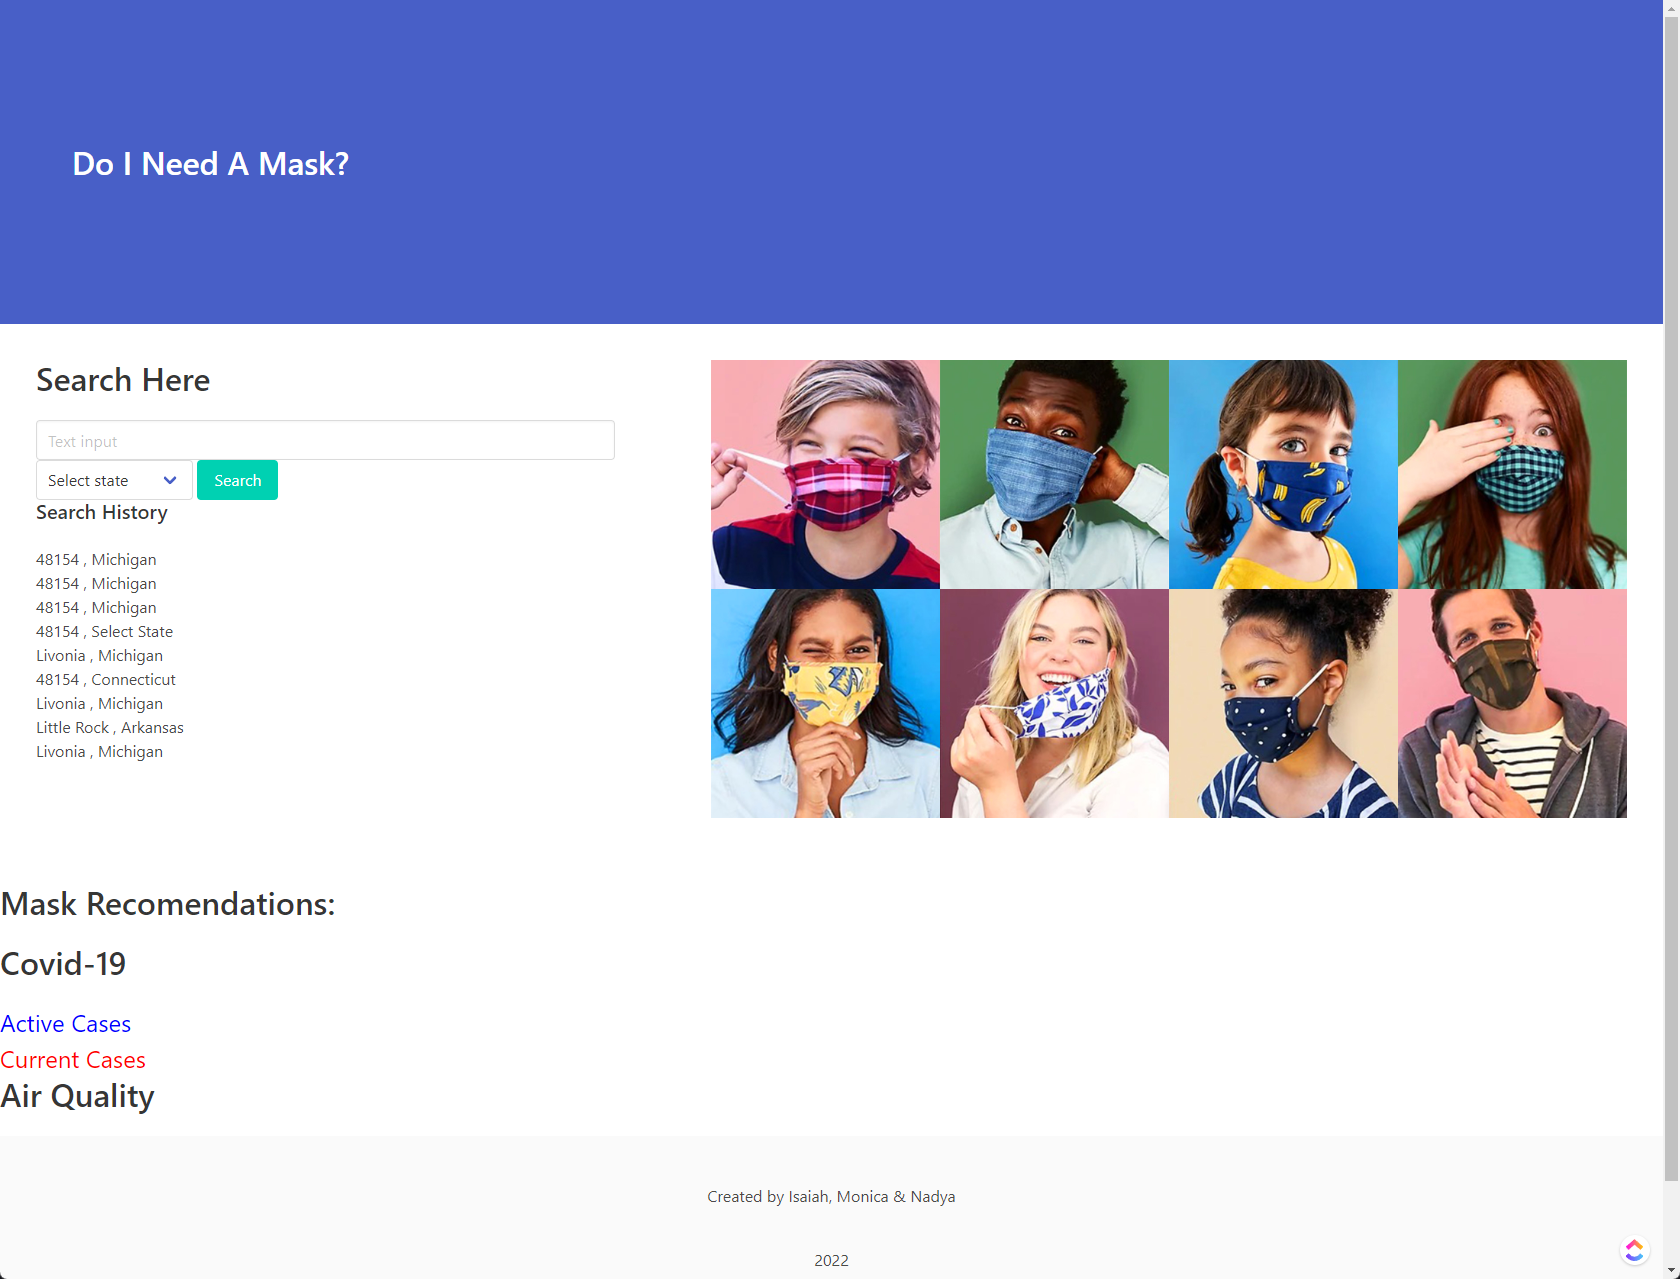 Do I Need A Mask?
Search Here
Text input
Select state
Search
Search History
48154 , Michigan
48154 , Michigan
48154 , Michigan
48154 , Select State
Livonia , Michigan
48154 , Connecticut
Livonia , Michigan
Little Rock , Arkansas
Livonia , Michigan
Mask Recomendations:
Covid-19
Active Cases
Current Cases
Air Quality
Created by Isaiah, Monica & Nadya
2022